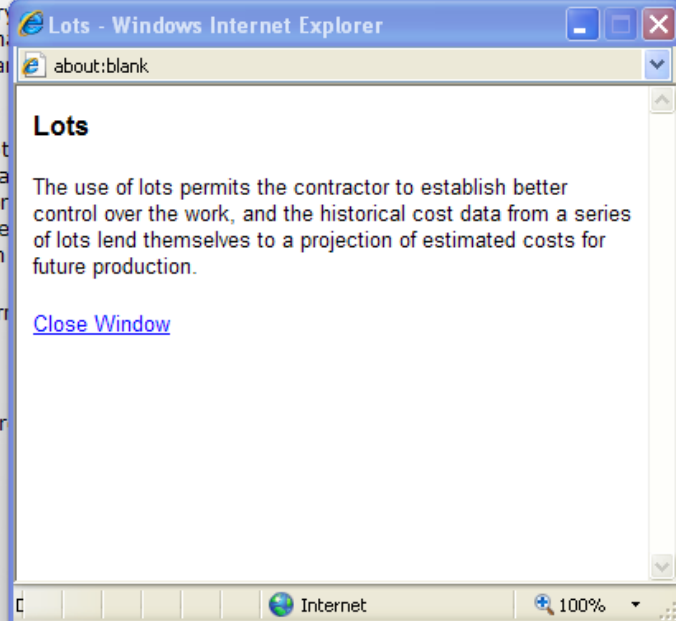 Lots - Windows Internet Explorer
about:blank
Lots
The use of lots permits the contractor to establish better
control over the work, and the historical cost data from a series
of lots lend themselves to a projection of estimated costs for
future production.
Close Window
Internet
100%